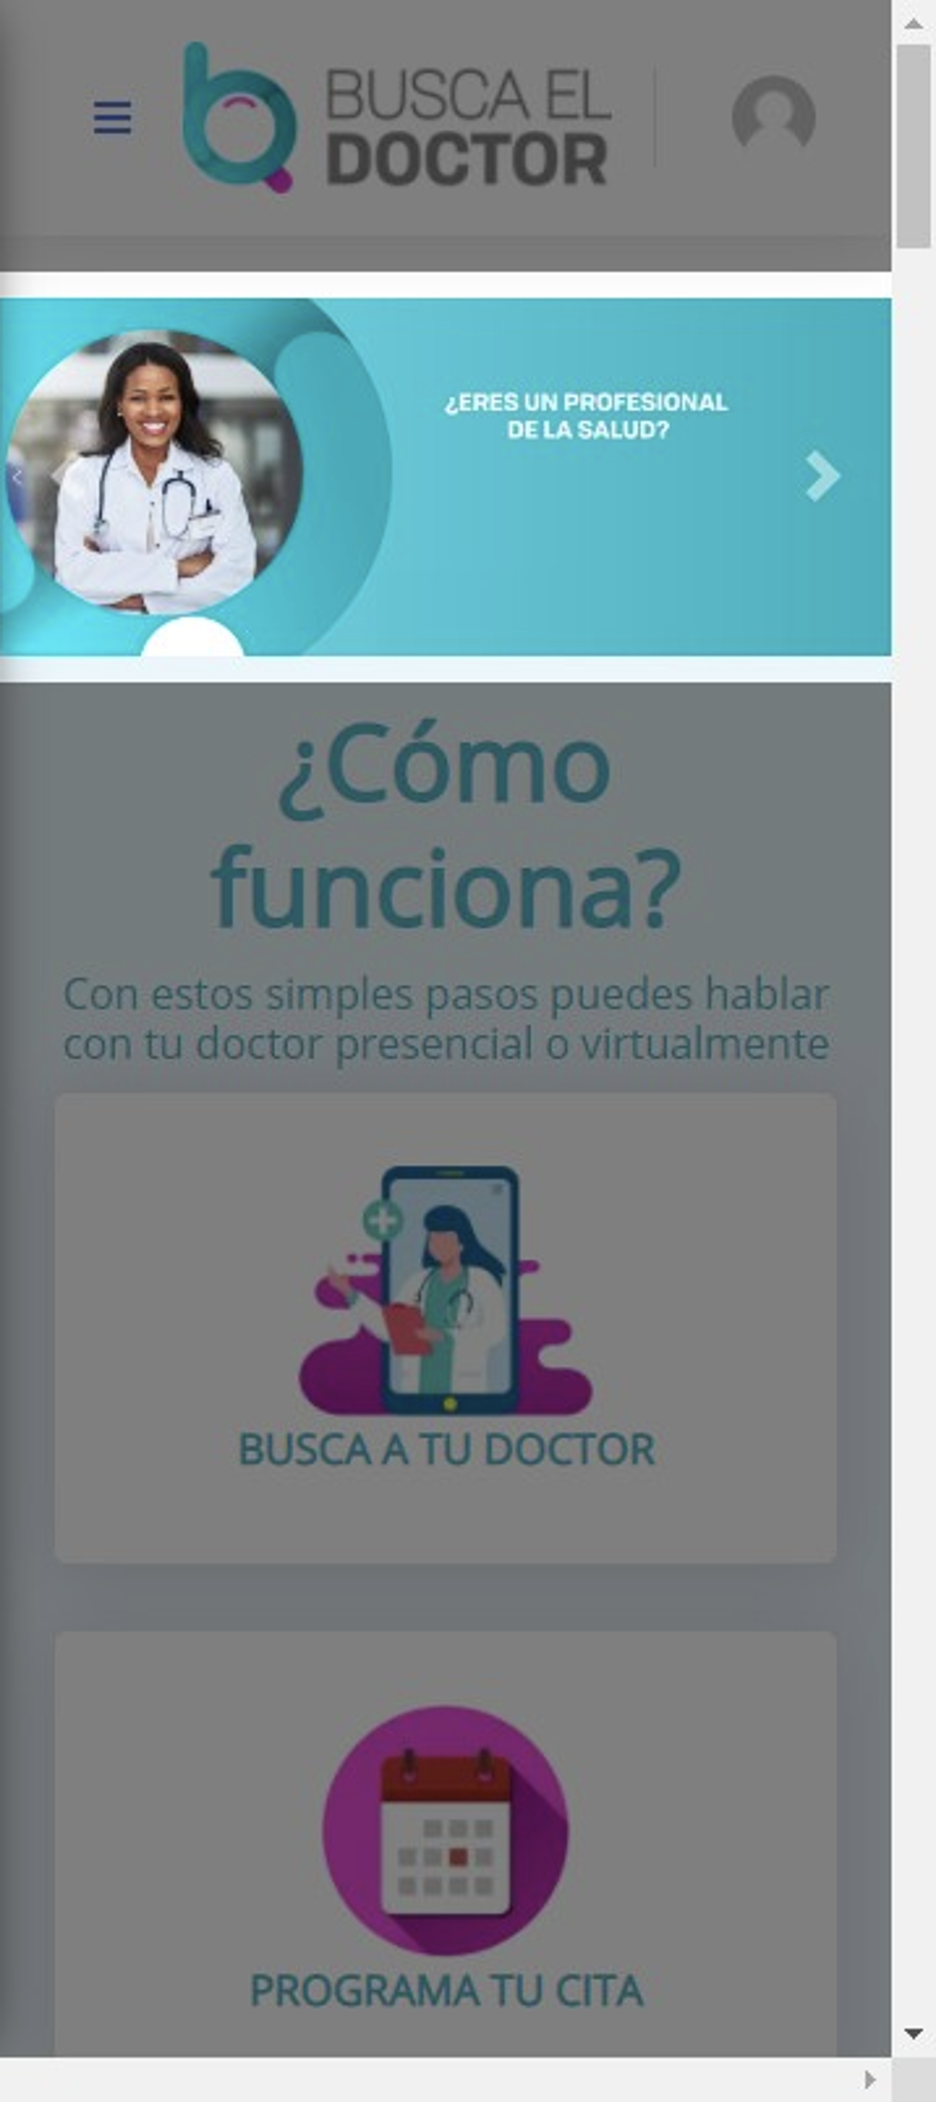 BUSCA EL
DOCTOR
¿ERES UN PROFESIONAL
DE LA SALUD?
¿Cómo
funciona?
Con estos simples pasos puedes hablar
con tu doctor presencial o virtualmente
BUSCA A TU DOCTOR
PROGRAMA TU CITA